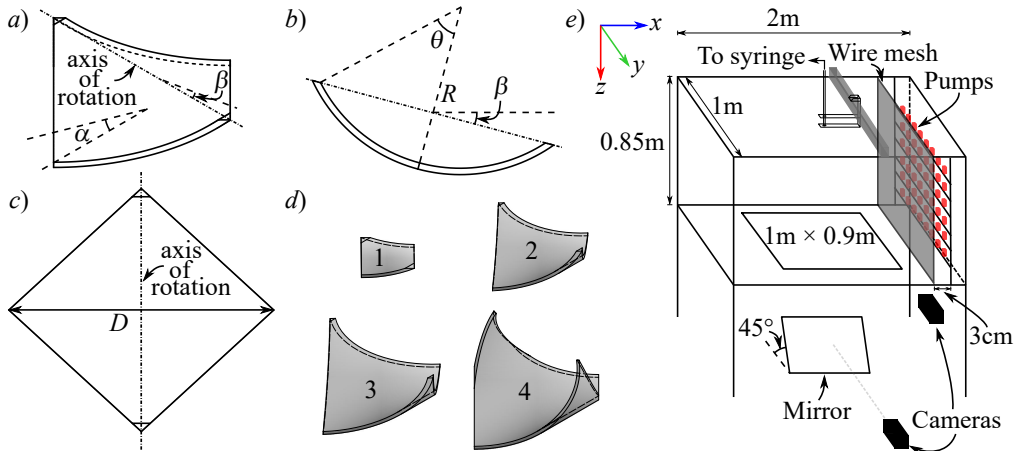 a)
axis
of
rotation
β
α
b)
θ
R
β
c)
axis
of
rotation
D
d)
1
2
3
4
e)
x
y
z
2m
To syringe
Wire mesh
Pumps
1m
0.85m
1m × 0.9m
3cm
45°
Mirror
Cameras